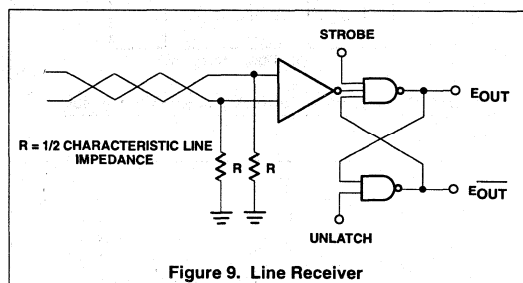 STROBE
EOUT
R = 1/2 CHARACTERISTIC LINE
IMPEDANCE
R
R
EOUT
UNLATCH
Figure 9. Line Receiver